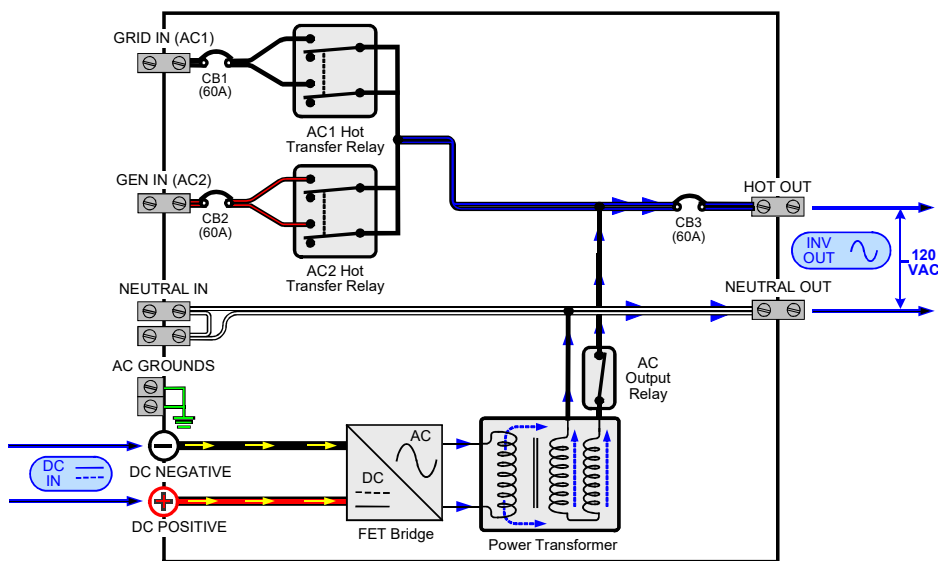 GRID IN (AC1)
CB1
(60A)
AC1 Hot
Transfer Relay
GEN IN (AC2)
CB2
(60A)
AC2 Hot
Transfer Relay
HOT OUT
CB3
(60A)
INV
OUT
120
VAC
NEUTRAL IN
NEUTRAL OUT
AC GROUNDS
AC
Output
Relay
DC
IN
DC NEGATIVE
DC POSITIVE
AC
DC
FET Bridge
Power Transformer